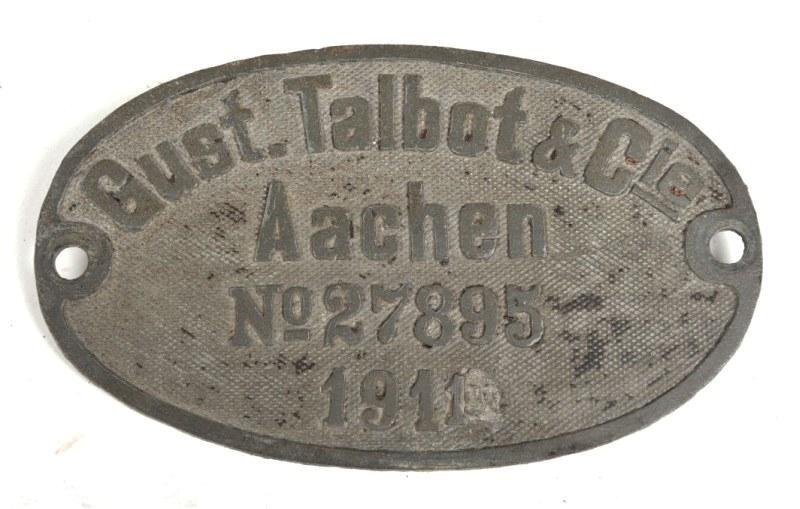 Gust. Talbot & Cie
Aachen
No 27895
1911